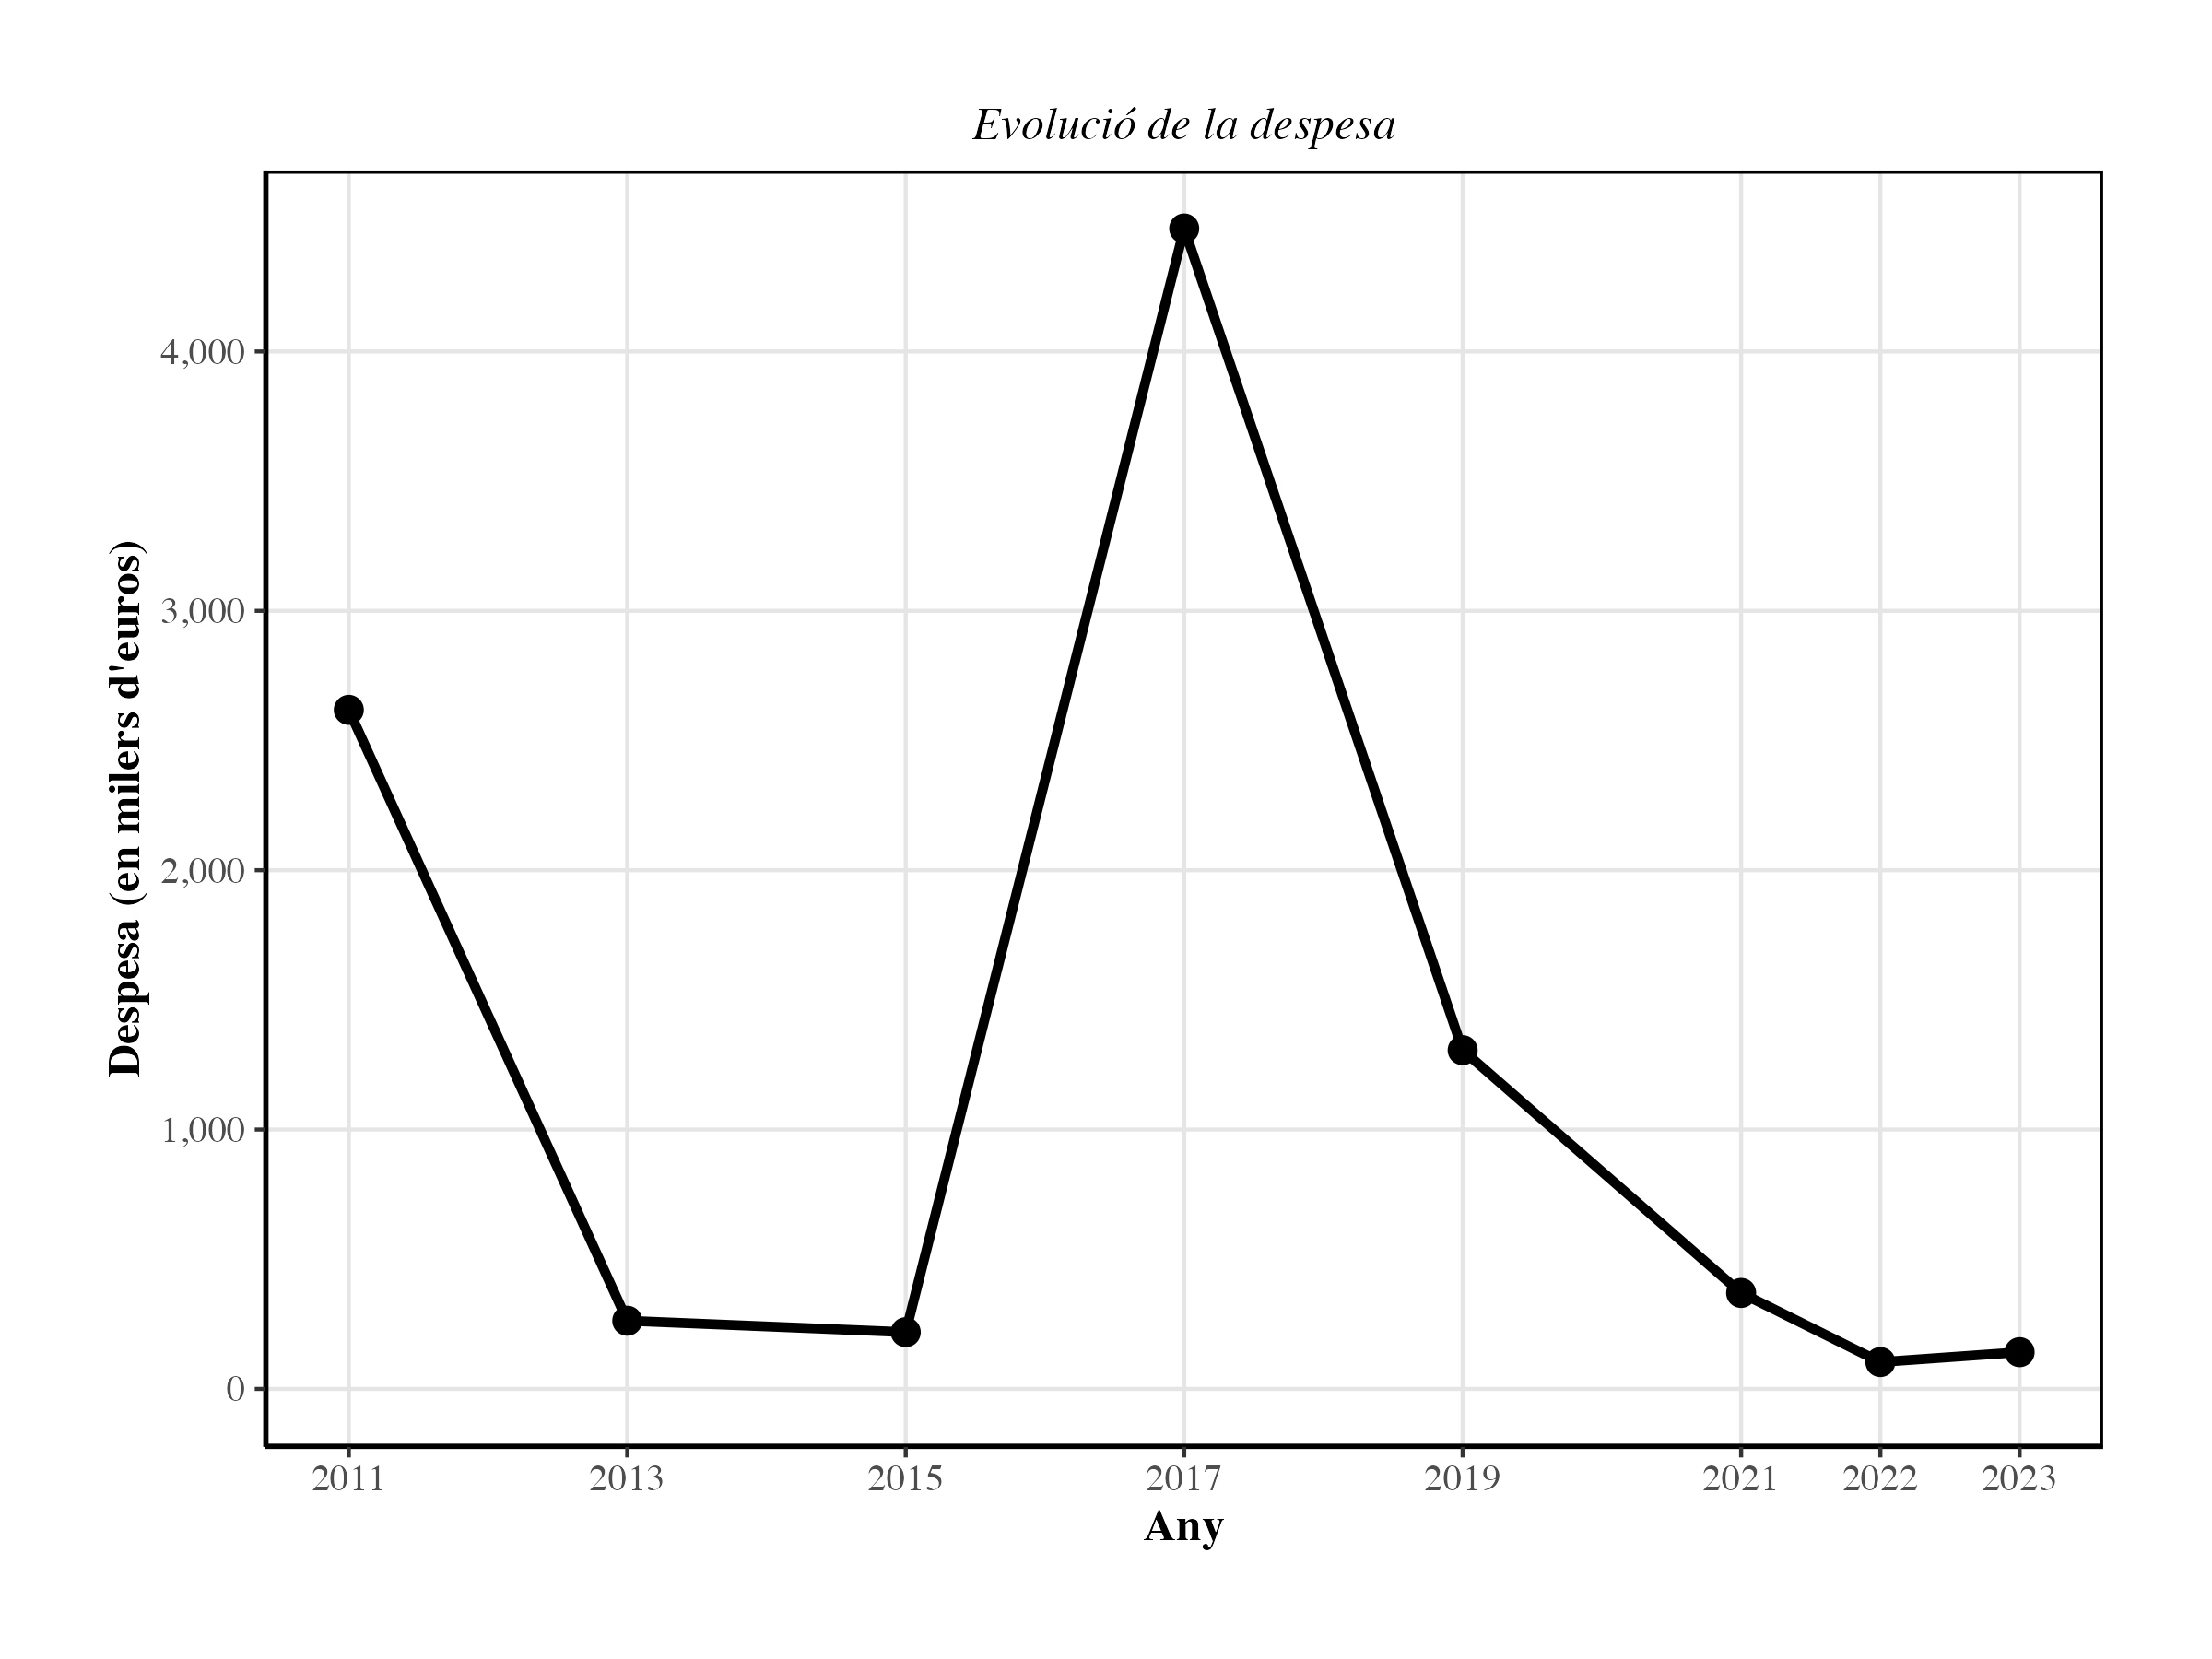 Evolució de la despesa
Despesa (en milers d'euros)
4,000
3,000
2,000
1,000
0
2011 2013 2015 2017 2019 2021 2022 2023
Any